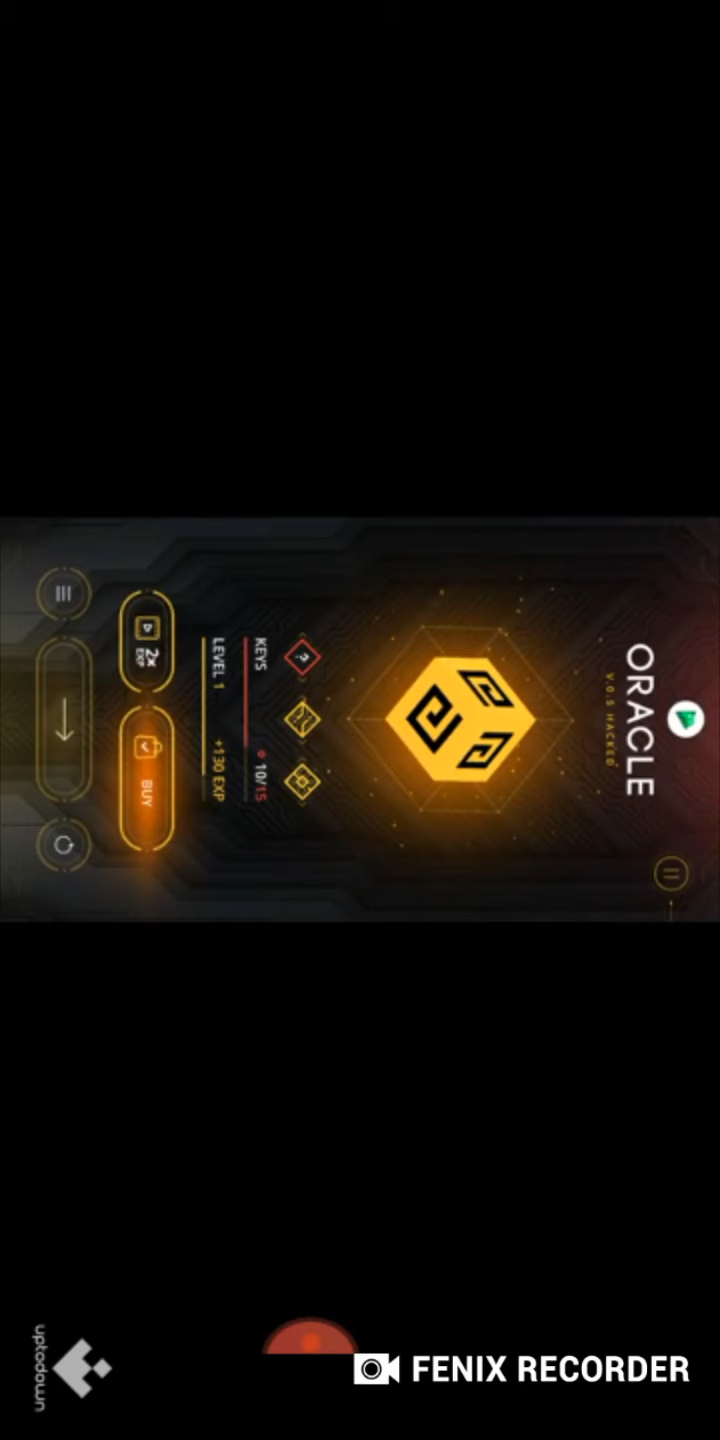 ORACLE
V.0.5 HACKED
KEYS
10/15
LEVEL 1
+130 EXP
2x
EXP
BUY
uptodown
FENIX RECORDER